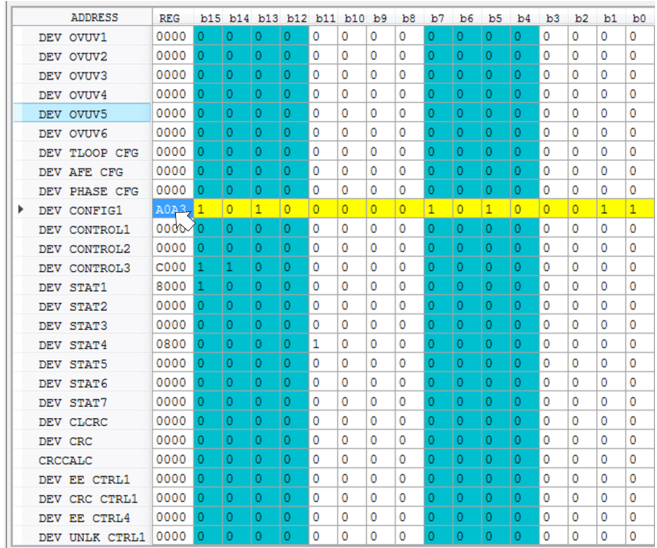 ADDRESS REG b15 b14 b13 b12 b11 b10 b9 b8 b7 b6 b5 b4 b3 b2 b1 b0
DEV OVUV1 0000 0 0 0 0 0 0 0 0 0 0 0 0 0 0 0 0
DEV OVUV2 0000 0 0 0 0 0 0 0 0 0 0 0 0 0 0 0 0
DEV OVUV3 0000 0 0 0 0 0 0 0 0 0 0 0 0 0 0 0 0
DEV OVUV4 0000 0 0 0 0 0 0 0 0 0 0 0 0 0 0 0 0
DEV OVUV5 0000 0 0 0 0 0 0 0 0 0 0 0 0 0 0 0 0
DEV OVUV6 0000 0 0 0 0 0 0 0 0 0 0 0 0 0 0 0 0
DEV TLOOP CFG 0000 0 0 0 0 0 0 0 0 0 0 0 0 0 0 0 0
DEV AFE CFG 0000 0 0 0 0 0 0 0 0 0 0 0 0 0 0 0 0
DEV PHASE CFG 0000 0 0 0 0 0 0 0 0 0 0 0 0 0 0 0 0
DEV CONFIG1 A0A3 1 0 1 0 0 0 0 0 1 0 1 0 0 0 1 1
DEV CONTROL1 0000 0 0 0 0 0 0 0 0 0 0 0 0 0 0 0 0
DEV CONTROL2 0000 0 0 0 0 0 0 0 0 0 0 0 0 0 0 0 0
DEV CONTROL3 C000 1 1 0 0 0 0 0 0 0 0 0 0 0 0 0 0
DEV STAT1 8000 1 0 0 0 0 0 0 0 0 0 0 0 0 0 0 0
DEV STAT2 0000 0 0 0 0 0 0 0 0 0 0 0 0 0 0 0 0
DEV STAT3 0000 0 0 0 0 0 0 0 0 0 0 0 0 0 0 0 0
DEV STAT4 0800 0 0 0 0 1 0 0 0 0 0 0 0 0 0 0 0
DEV STAT5 0000 0 0 0 0 0 0 0 0 0 0 0 0 0 0 0 0
DEV STAT6 0000 0 0 0 0 0 0 0 0 0 0 0 0 0 0 0 0
DEV STAT7 0000 0 0 0 0 0 0 0 0 0 0 0 0 0 0 0 0
DEV CLCRC 0000 0 0 0 0 0 0 0 0 0 0 0 0 0 0 0 0
DEV CRC 0000 0 0 0 0 0 0 0 0 0 0 0 0 0 0 0 0
CRCCALC 0000 0 0 0 0 0 0 0 0 0 0 0 0 0 0 0 0
DEV EE CTRL1 0000 0 0 0 0 0 0 0 0 0 0 0 0 0 0 0 0
DEV CRC CTRL1 0000 0 0 0 0 0 0 0 0 0 0 0 0 0 0 0 0
DEV EE CTRL4 0000 0 0 0 0 0 0 0 0 0 0 0 0 0 0 0 0
DEV UNLK CTRL1 0000 0 0 0 0 0 0 0 0 0 0 0 0 0 0 0 0